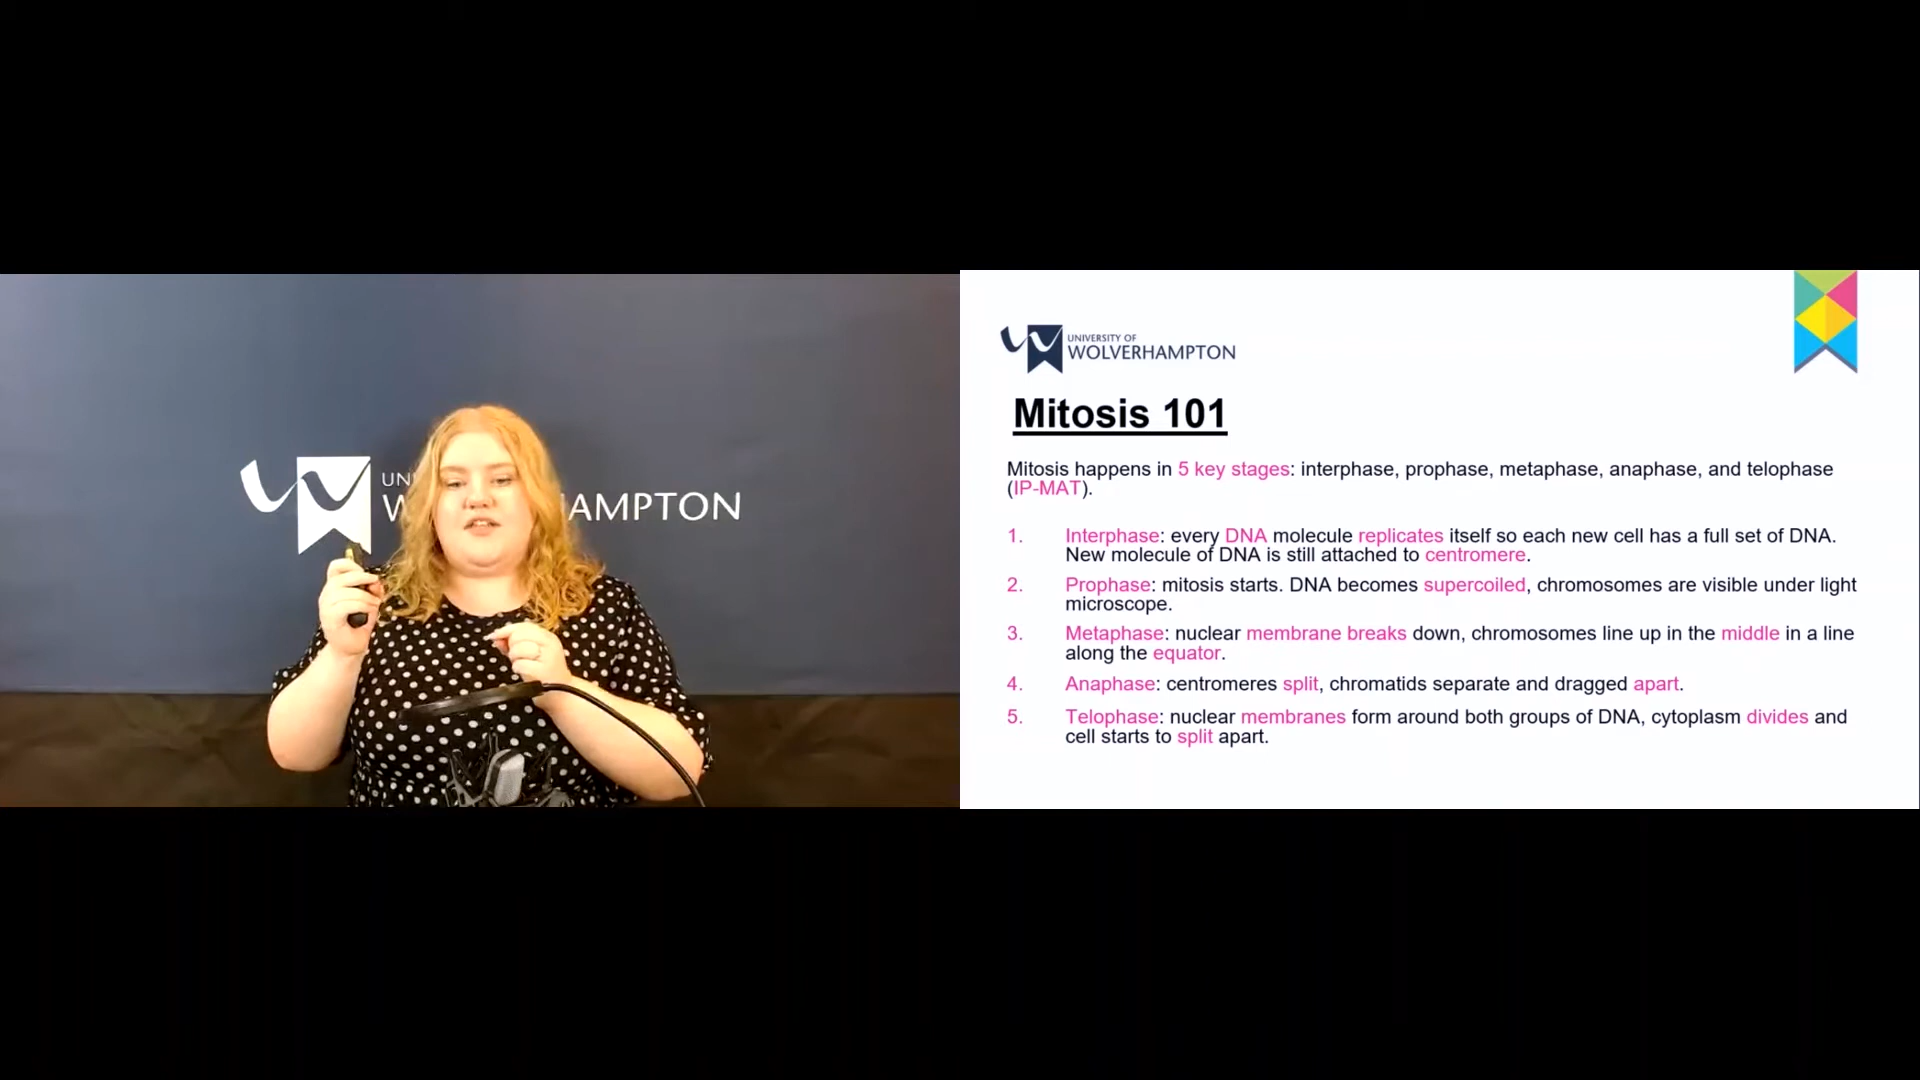 UNI
W HAMPTON
UNIVERSITY OF
WOLVERHAMPTON
Mitosis 101
Mitosis happens in 5 key stages: interphase, prophase, metaphase, anaphase, and telophase
(IP-MAT).
1. Interphase: every DNA molecule replicates itself so each new cell has a full set of DNA.
New molecule of DNA is still attached to centromere.
2. Prophase: mitosis starts. DNA becomes supercoiled, chromosomes are visible under light
microscope.
3. Metaphase: nuclear membrane breaks down, chromosomes line up in the middle in a line
along the equator.
4. Anaphase: centromeres split, chromatids separate and dragged apart.
5. Telophase: nuclear membranes form around both groups of DNA, cytoplasm divides and
cell starts to split apart.